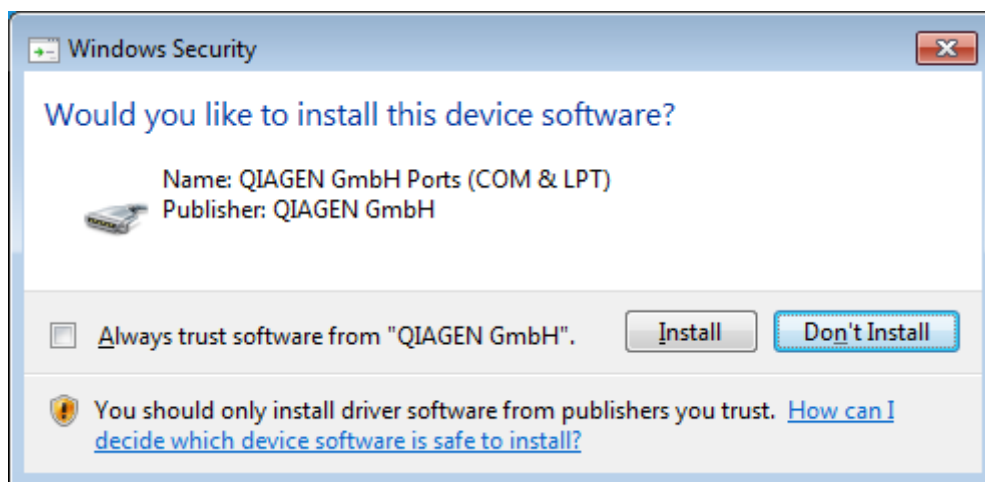 Windows Security
Would you like to install this device software?
Name: QIAGEN GmbH Ports (COM & LPT)
Publisher: QIAGEN GmbH
Always trust software from "QIAGEN GmbH".
Install
Don't Install
You should only install driver software from publishers you trust. How can I
decide which device software is safe to install?